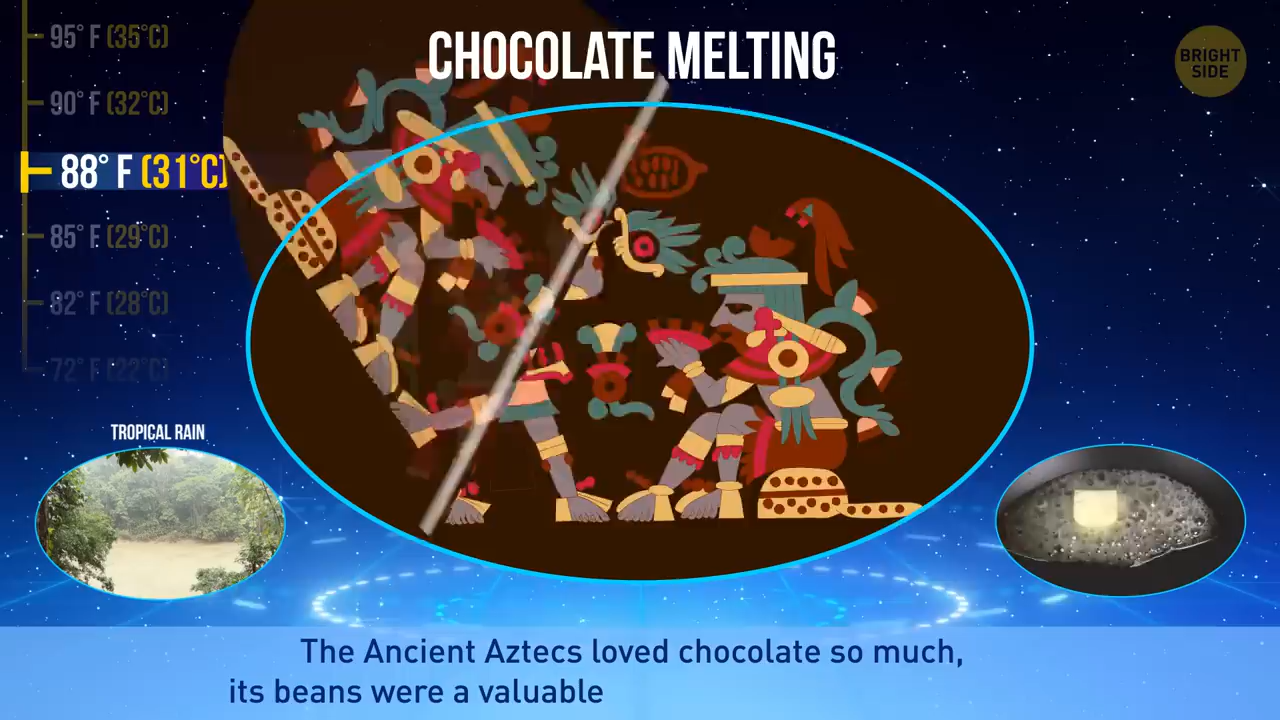 CHOCOLATE MELTING
BRIGHT
SIDE
95° F (35°C)
90° F (32°C)
88° F (31°C)
85° F (29°C)
82° F (28°C)
72° F (22°C)
TROPICAL RAIN
The Ancient Aztecs loved chocolate so much,
its beans were a valuable